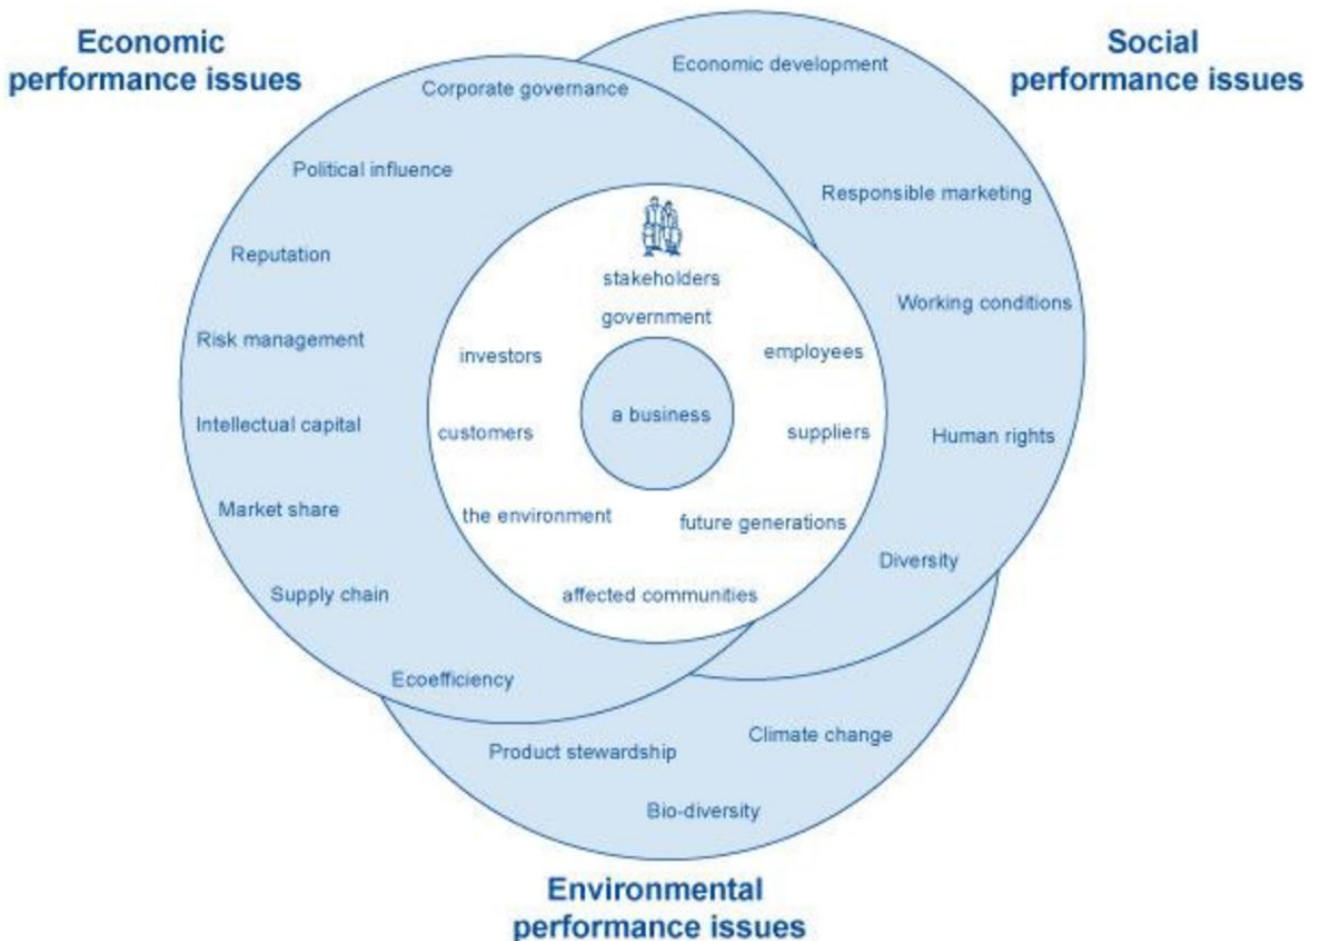 Economic
performance issues
Social
performance issues
Economic development
Corporate governance
Political influence
Responsible marketing
Reputation
stakeholders
Working conditions
government
Risk management
investors
employees
a business
Intellectual capital
customers
suppliers
Human rights
Market share
the environment
future generations
Diversity
Supply chain
affected communities
Ecoefficiency
Climate change
Product stewardship
Bio-diversity
Environmental
performance issues